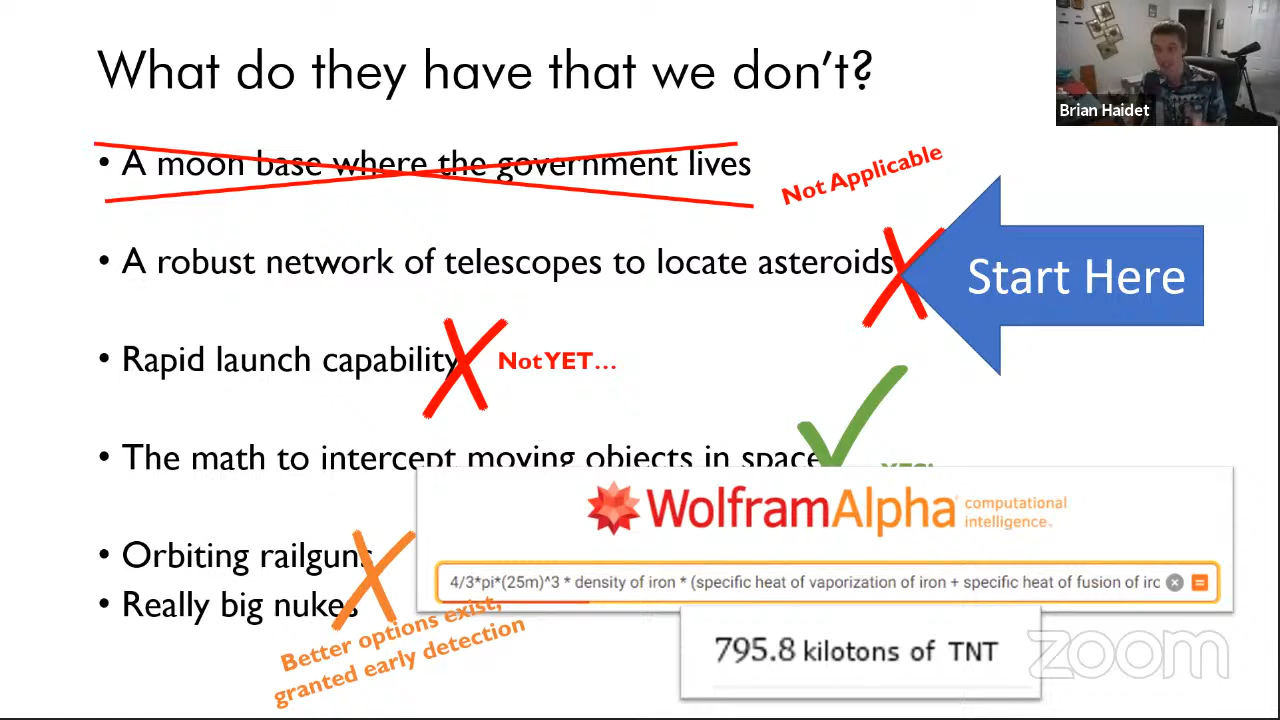 What do they have that we don't?
Brian Haidet
• A moon base where the government lives
Not Applicable
• A robust network of telescopes to locate asteroids
Start Here
• Rapid launch capability
Not YET...
• The math to intercept moving objects in space
YES!
WolframAlpha computational intelligence™
4/3*pi*(25m)^3 * density of iron * (specific heat of vaporization of iron + specific heat of fusion of iro
• Orbiting railguns
• Really big nukes
Better options exist,
granted early detection
795.8 kilotons of TNT
zoom